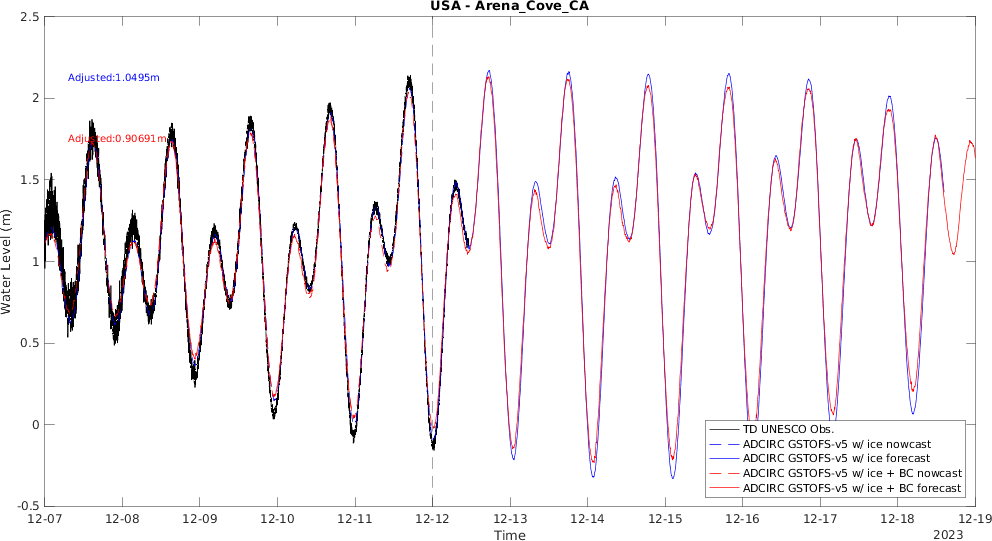 USA - Arena_Cove_CA
2.5
2
1.5
1
0.5
0
-0.5
Water Level (m)
Adjusted:1.0495m
Adjusted:0.90691m
TD UNESCO Obs.
ADCIRC GSTOFS-v5 w/ ice nowcast
ADCIRC GSTOFS-v5 w/ ice forecast
ADCIRC GSTOFS-v5 w/ ice + BC nowcast
ADCIRC GSTOFS-v5 w/ ice + BC forecast
12-07 12-08 12-09 12-10 12-11 12-12 12-13 12-14 12-15 12-16 12-17 12-18 12-19
Time
2023